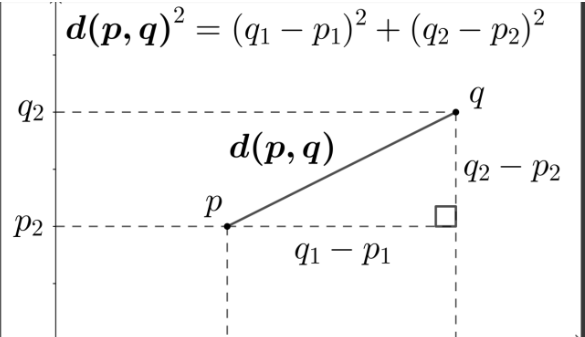 d(p, q)² = (q₁ − p₁)² + (q₂ − p₂)²
q₂
q
d(p, q)
q₂ − p₂
p
p₂
q₁ − p₁